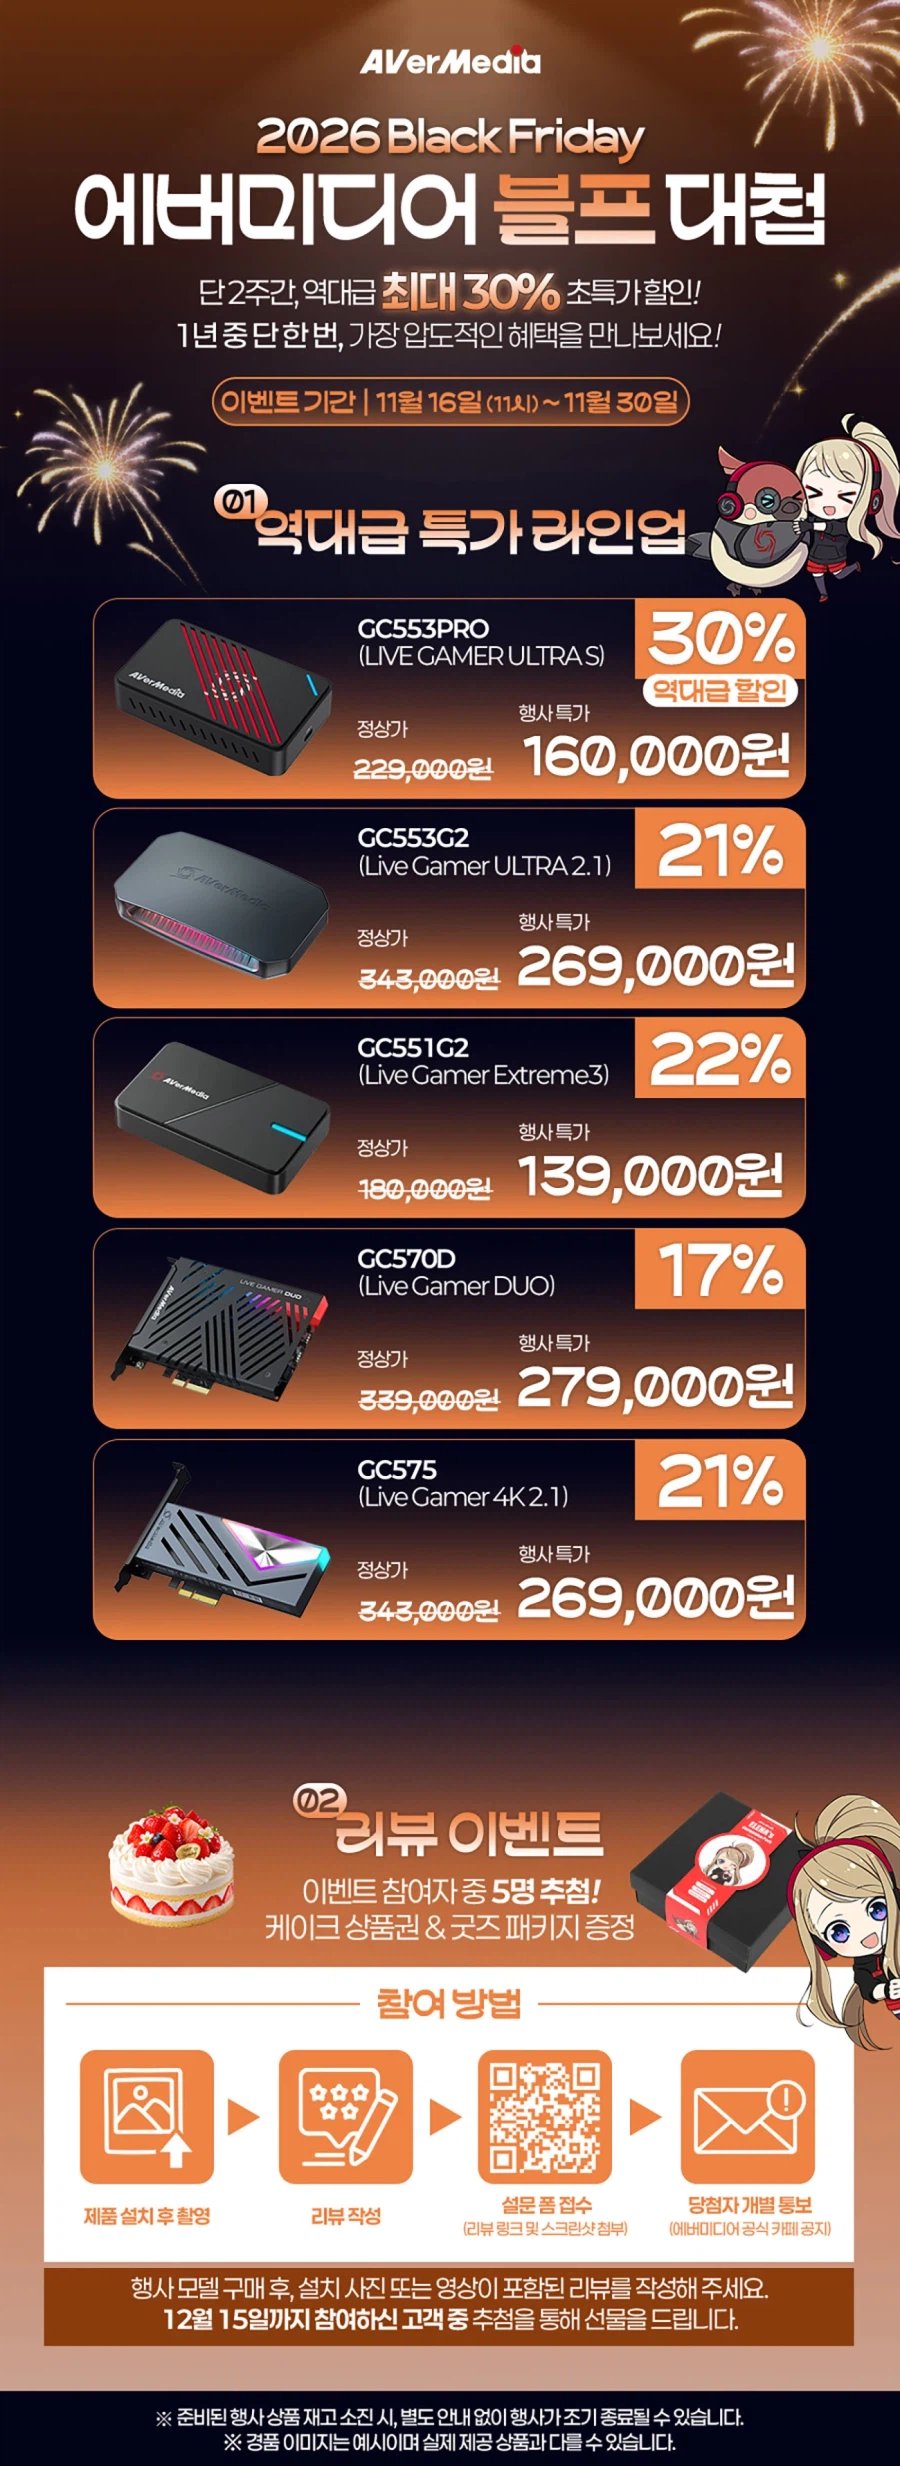 AVerMedia
2026 Black Friday
에버미디어 블프 대첩
단 2주간, 역대급 최대 30% 초특가 할인!
1년 중 단 한 번, 가장 압도적인 혜택을 만나보세요!
이벤트 기간 | 11월 16일 (11시) ~ 11월 30일
01
역대급 특가 라인업
AVerMedia
GC553PRO
(LIVE GAMER ULTRA S)
30%
역대급 할인
정상가
229,000원
행사 특가
160,000원
AVerMedia
GC553G2
(Live Gamer ULTRA 2.1)
21%
정상가
343,000원
행사 특가
269,000원
AVerMedia
GC551G2
(Live Gamer Extreme3)
22%
정상가
180,000원
행사 특가
139,000원
AVerMedia
LIVE GAMER DUO
GC570D
(Live Gamer DUO)
17%
정상가
339,000원
행사 특가
279,000원
GC575
(Live Gamer 4K 2.1)
21%
정상가
343,000원
행사 특가
269,000원
02
리뷰 이벤트
이벤트 참여자 중 5명 추첨!
케이크 상품권 & 굿즈 패키지 증정
ELENA'S
참여 방법
제품 설치 후 촬영
리뷰 작성
설문 폼 접수
(리뷰 링크 및 스크린샷 첨부)
당첨자 개별 통보
(에버미디어 공식 카페 공지)
행사 모델 구매 후, 설치 사진 또는 영상이 포함된 리뷰를 작성해 주세요.
12월 15일까지 참여하신 고객 중 추첨을 통해 선물을 드립니다.
※ 준비된 행사 상품 재고 소진 시, 별도 안내 없이 행사가 조기 종료될 수 있습니다.
※ 경품 이미지는 예시이며 실제 제공 상품과 다를 수 있습니다.